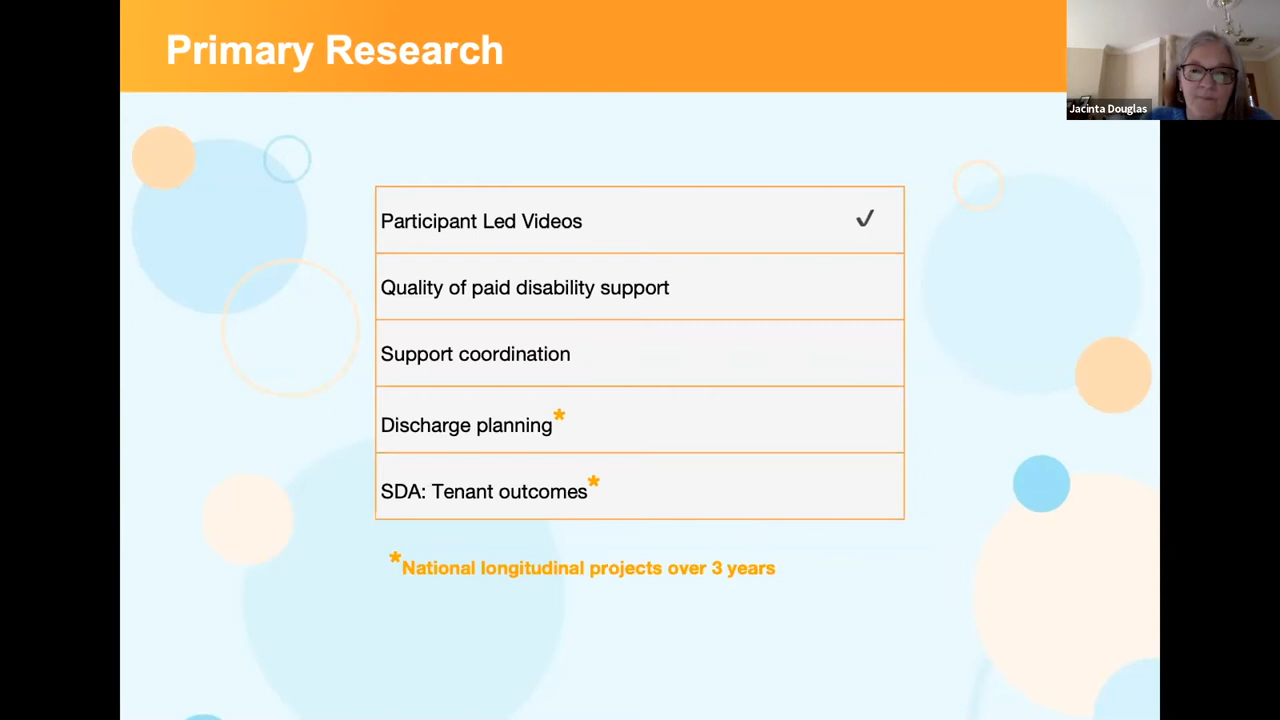 Primary Research
Jacinta Douglas
Participant Led Videos ✓
Quality of paid disability support
Support coordination
Discharge planning*
SDA: Tenant outcomes*
*National longitudinal projects over 3 years